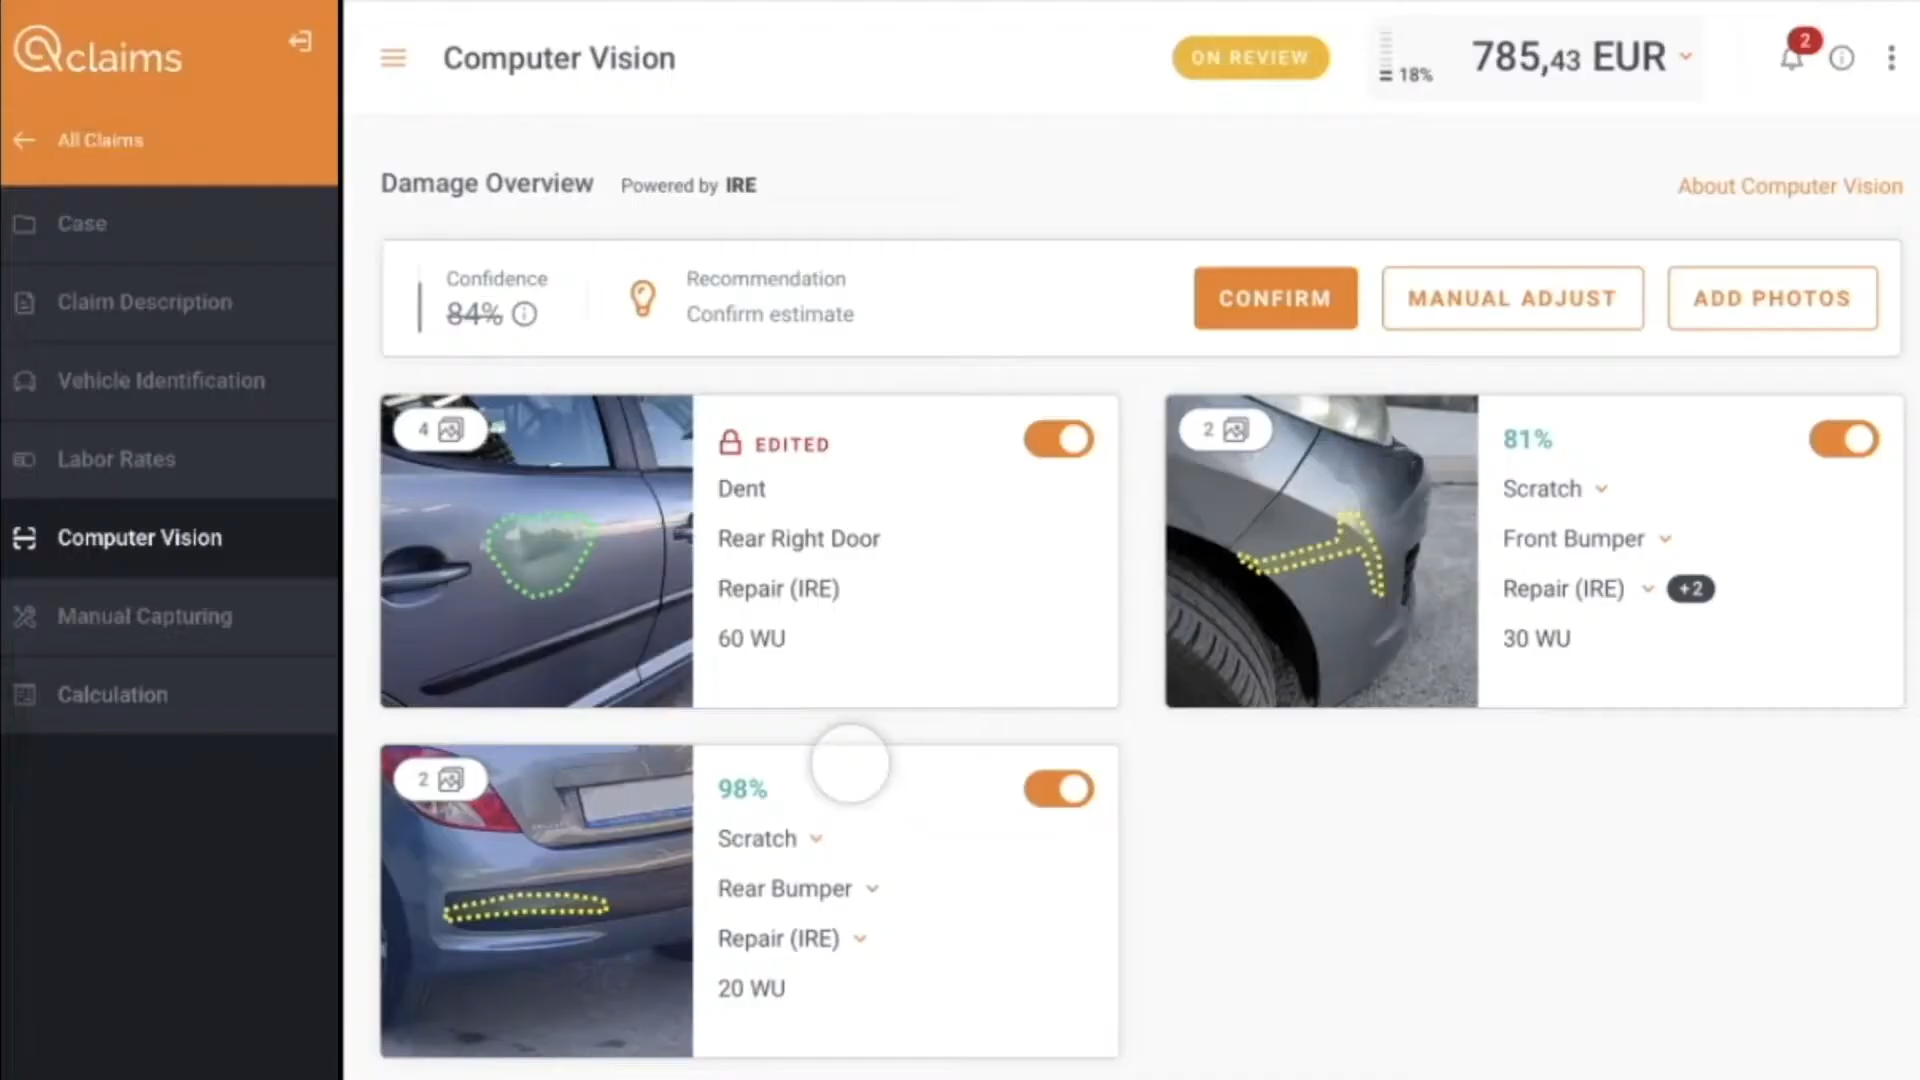 Qclaims
All Claims
Case
Claim Description
Vehicle Identification
Labor Rates
Computer Vision
Manual Capturing
Calculation
Computer Vision
ON REVIEW
18%
785,43 EUR
2
Damage Overview
Powered by IRE
About Computer Vision
Confidence
84%
Recommendation
Confirm estimate
CONFIRM
MANUAL ADJUST
ADD PHOTOS
4
EDITED
Dent
Rear Right Door
Repair (IRE)
60 WU
2
81%
Scratch
Front Bumper
Repair (IRE)
+2
30 WU
2
98%
Scratch
Rear Bumper
Repair (IRE)
20 WU